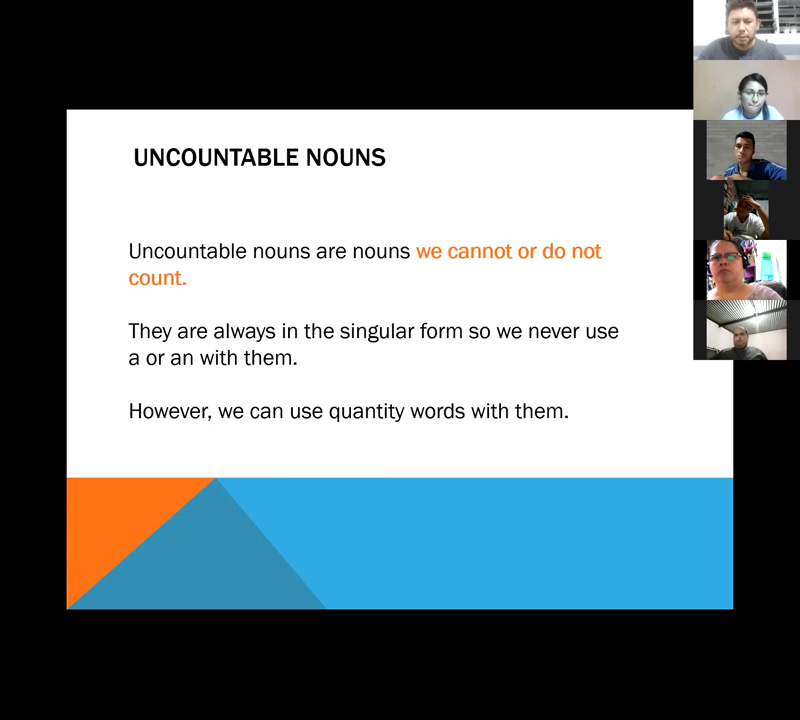 UNCOUNTABLE NOUNS
Uncountable nouns are nouns we cannot or do not
count.
They are always in the singular form so we never use
a or an with them.
However, we can use quantity words with them.